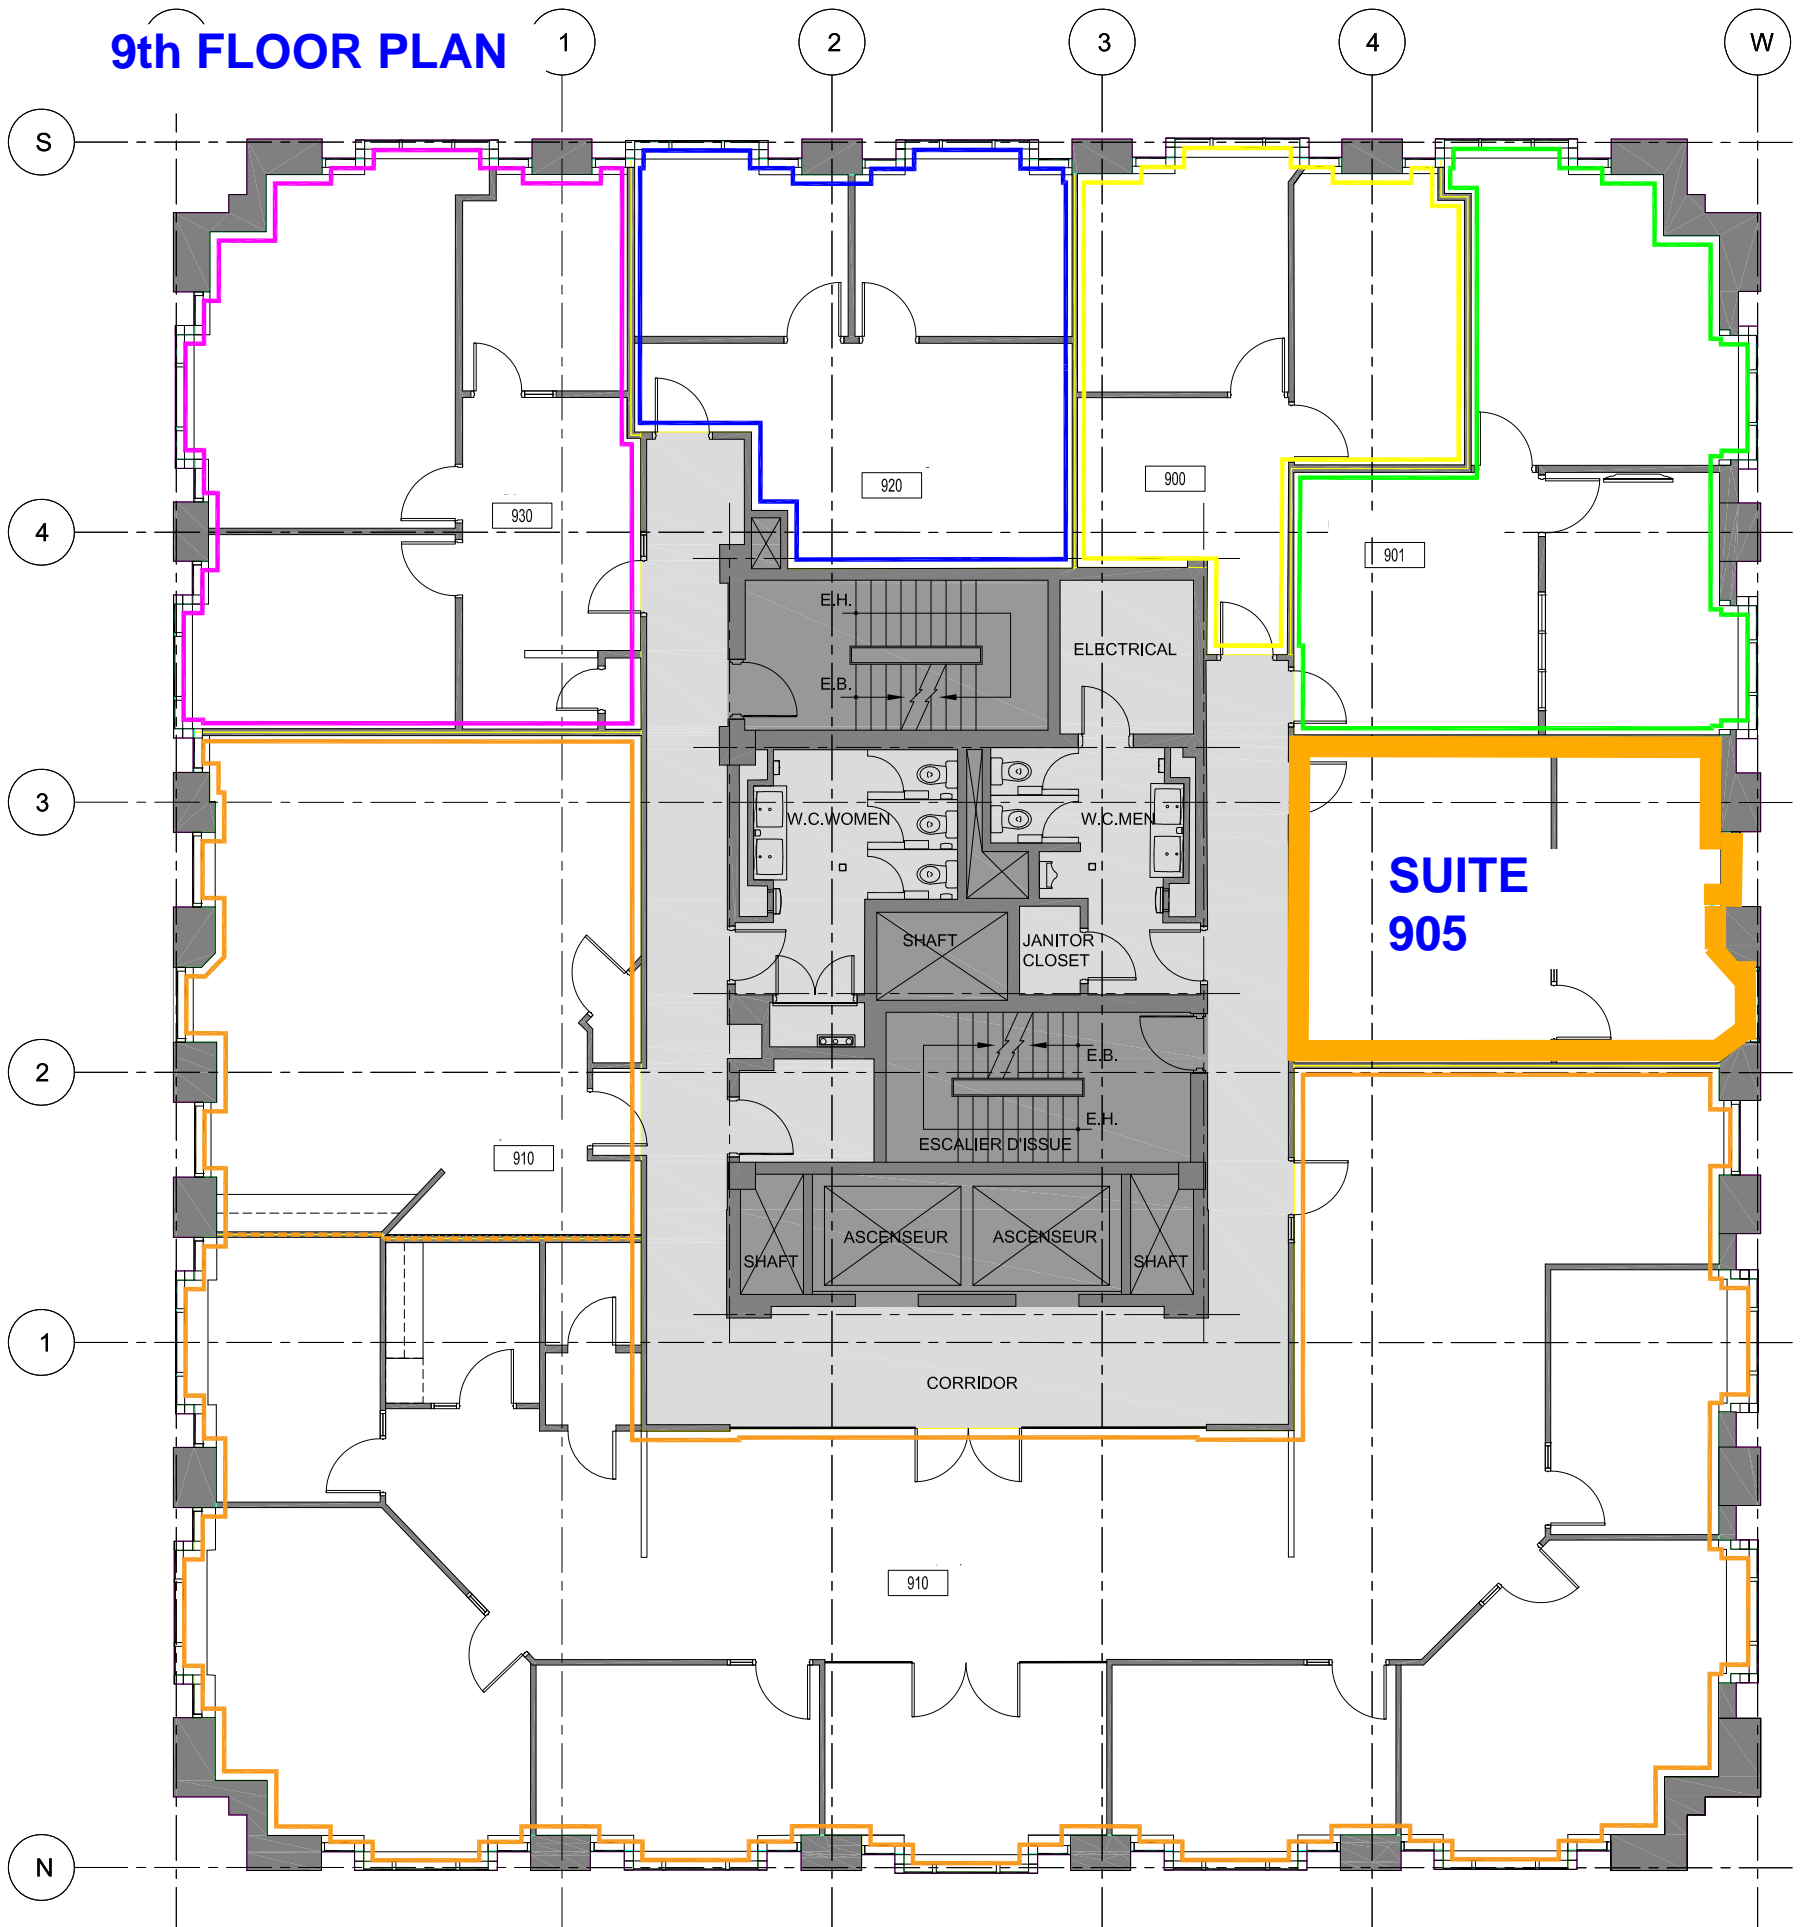 9th FLOOR PLAN
1
2
3
4
W
S
920
900
930
4
901
E.H.
ELECTRICAL
E.B.
3
W.C.WOMEN
W.C.MEN
SUITE
905
SHAFT
JANITOR
CLOSET
E.B.
2
E.H.
ESCALIER D'ISSUE
910
ASCENSEUR
ASCENSEUR
SHAFT
SHAFT
1
CORRIDOR
910
N